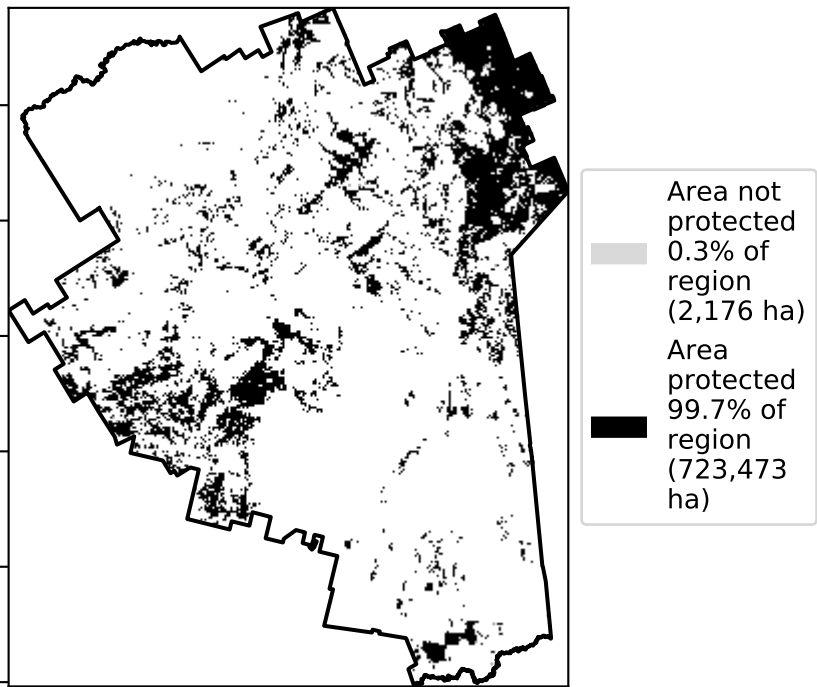 Area not
protected
0.3% of
region
(2,176 ha)
Area
protected
99.7% of
region
(723,473
ha)